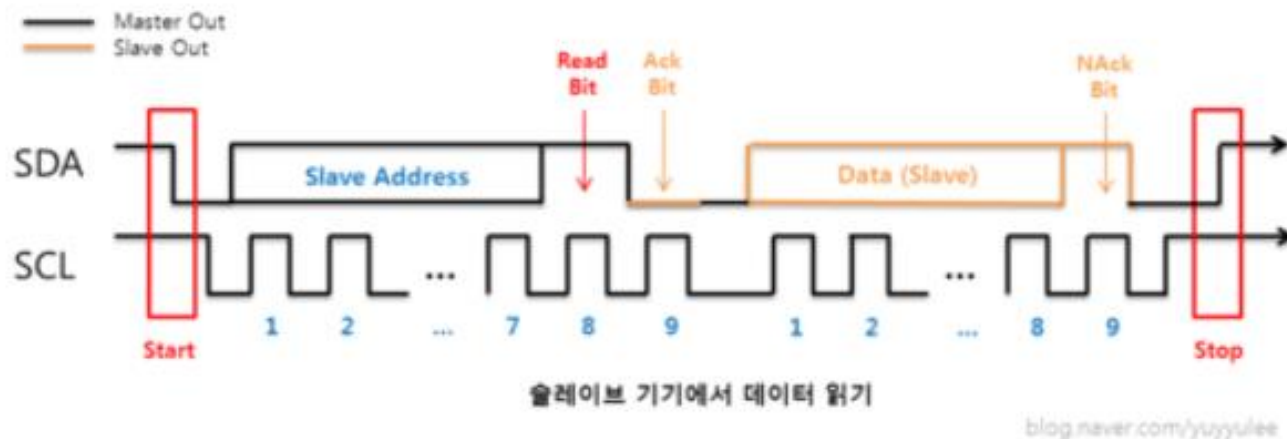 Master Out
Slave Out
Read Bit
Ack Bit
NAck Bit
SDA
Slave Address
Data (Slave)
SCL
...
...
1 2 ... 7 8 9 1 2 ... 8 9
Start
Stop
슬레이브 기기에서 데이터 읽기
blog.naver.com/yuyyulee